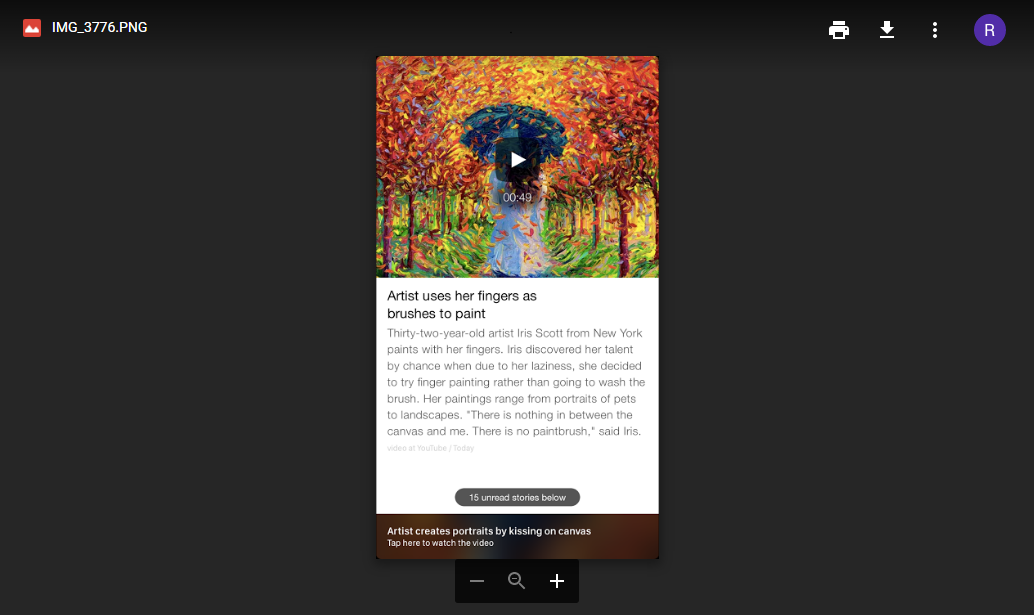 IMG_3776.PNG
R
00:49
Artist uses her fingers as
brushes to paint
Thirty-two-year-old artist Iris Scott from New York
paints with her fingers. Iris discovered her talent
by chance when due to her laziness, she decided
to try finger painting rather than going to wash the
brush. Her paintings range from portraits of pets
to landscapes. "There is nothing in between the
canvas and me. There is no paintbrush," said Iris.
video at YouTube / Today
15 unread stories below
Artist creates portraits by kissing on canvas
Tap here to watch the video